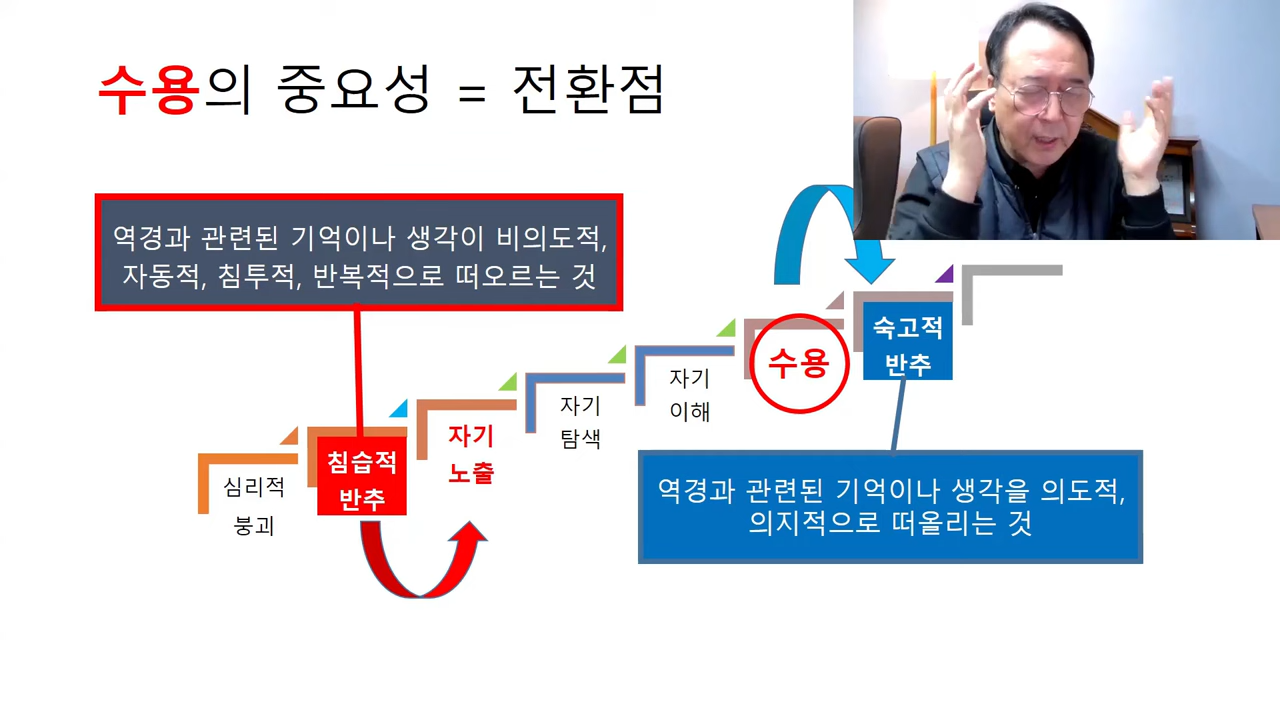 수용의 중요성 = 전환점
역경과 관련된 기억이나 생각이 비의도적,
자동적, 침투적, 반복적으로 떠오르는 것
심리적
붕괴
침습적
반추
자기
노출
자기
탐색
자기
이해
수용
숙고적
반추
역경과 관련된 기억이나 생각을 의도적,
의지적으로 떠올리는 것